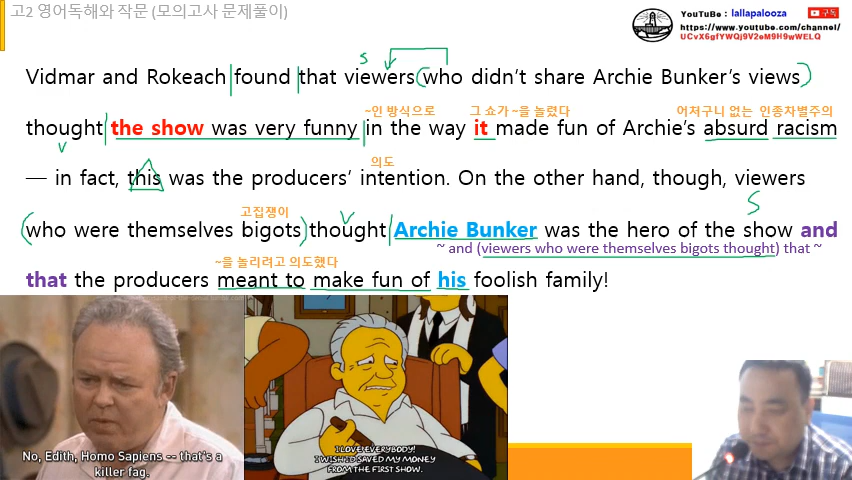 고2 영어독해와 작문 (모의고사 문제풀이)
YouTuBe : lallapalooza 구독
https://www.youtube.com/channel/
UCvX6gfYWQj9V2eM9H9wWELQ
S
Vidmar and Rokeach found that viewers (who didn't share Archie Bunker's views)
~인 방식으로 그 쇼가 ~을 놀렸다 어처구니 없는 인종차별주의
thought the show was very funny in the way it made fun of Archie's absurd racism
V
의도
— in fact, this was the producers' intention. On the other hand, though, viewers
고집쟁이 V S
(who were themselves bigots) thought Archie Bunker was the hero of the show and
~ and (viewers who were themselves bigots thought) that ~
~을 놀리려고 의도했다
that the producers meant to make fun of his foolish family!
No, Edith, Homo Sapiens -- that's a
killer fag.
I LOVE EVERYBODY!
I WISH I'D SAVED MY MONEY
FROM THE FIRST SHOW.